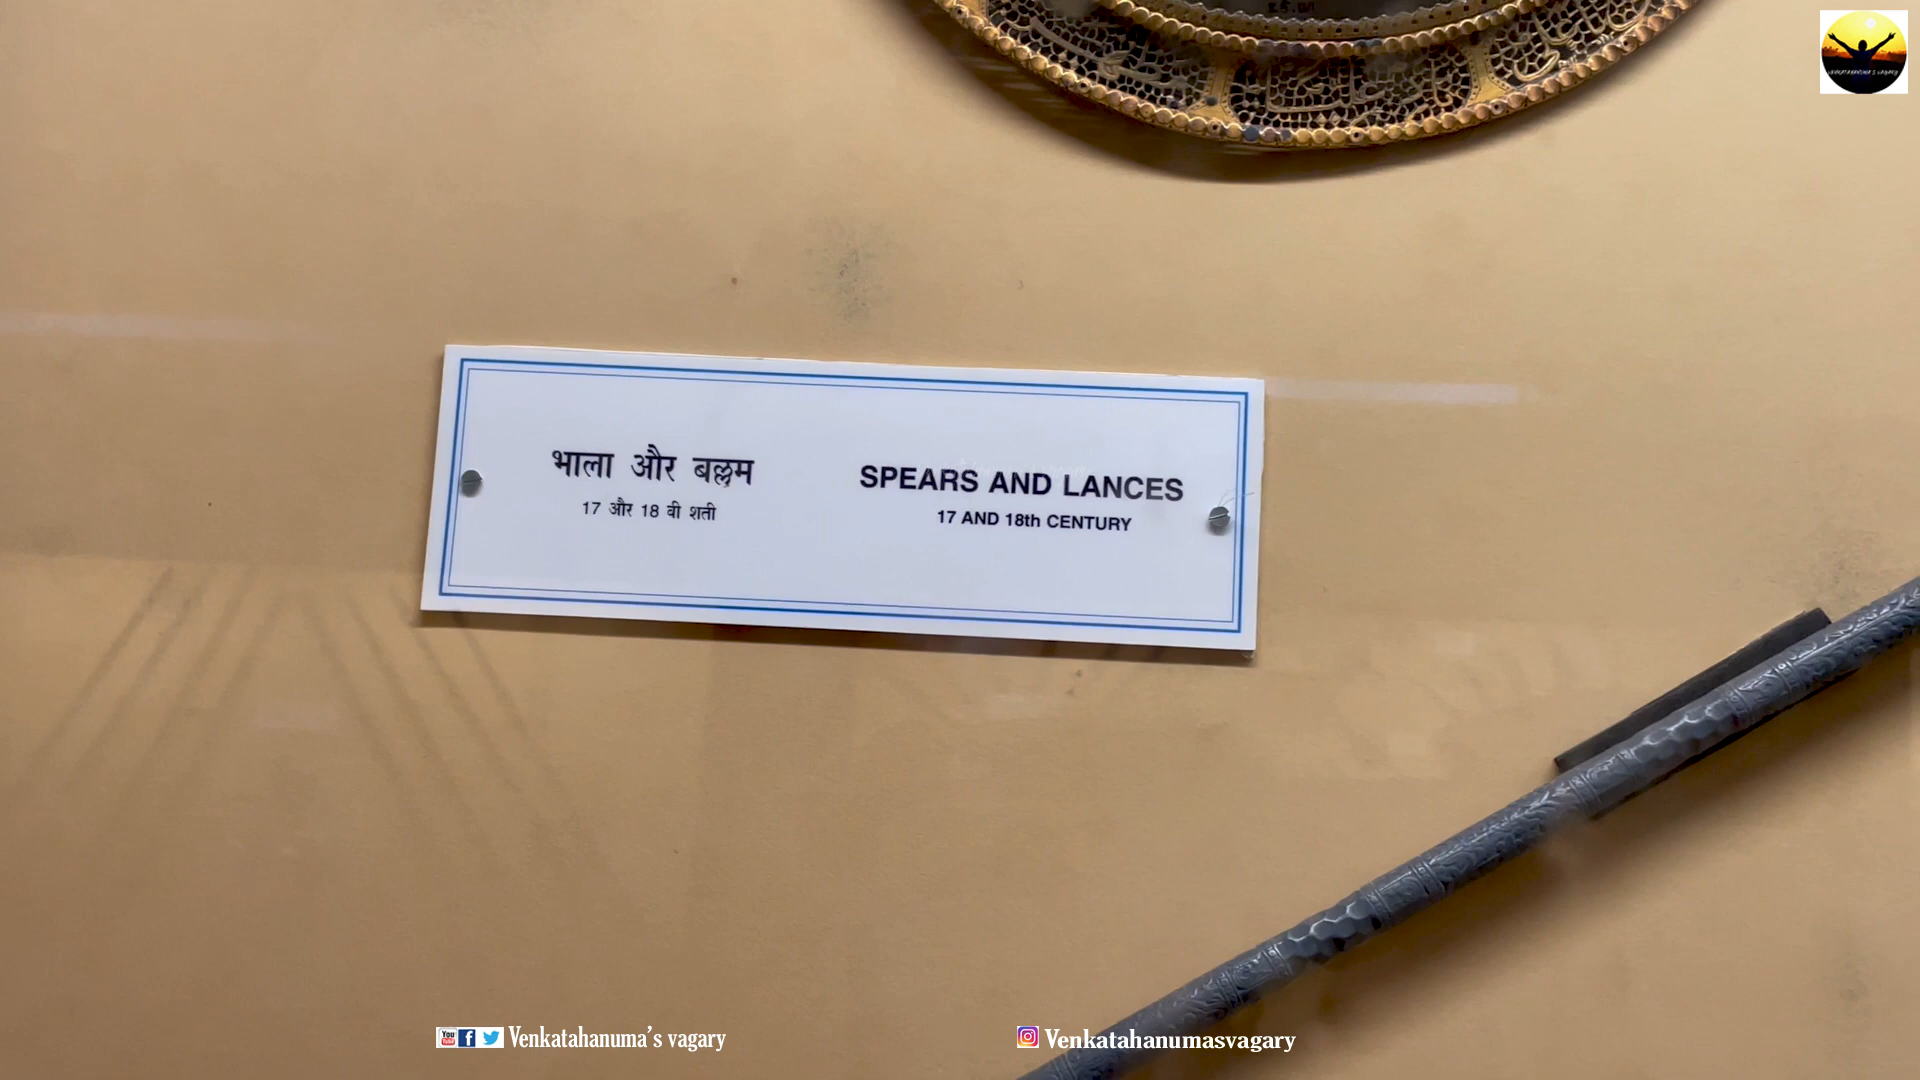 भाला और बल्लम
17 और 18 वी शती
SPEARS AND LANCES
17 AND 18th CENTURY
Venkatahanuma's vagary
Venkatahanumasvagary